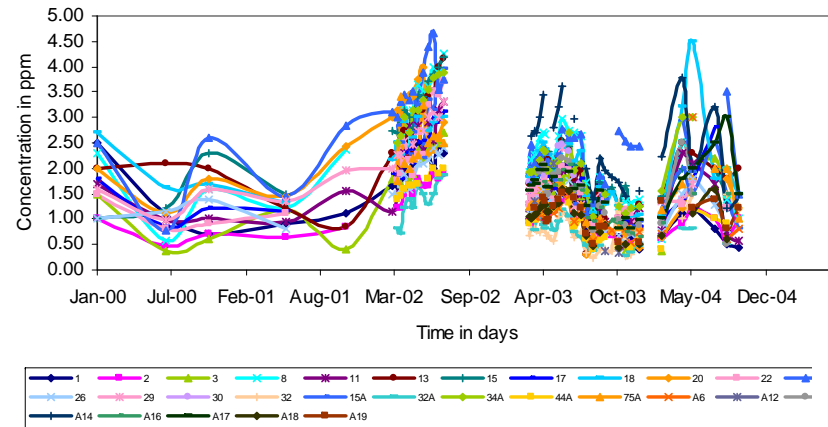 5.00
4.50
4.00
3.50
3.00
2.50
2.00
1.50
1.00
0.50
0.00
Concentration in ppm
Jan-00 Jul-00 Feb-01 Aug-01 Mar-02 Sep-02 Apr-03 Oct-03 May-04 Dec-04
Time in days
1 2 3 8 11 13 15 17 18 20 22
26 29 30 32 15A 32A 34A 44A 75A A6 A12
A14 A16 A17 A18 A19